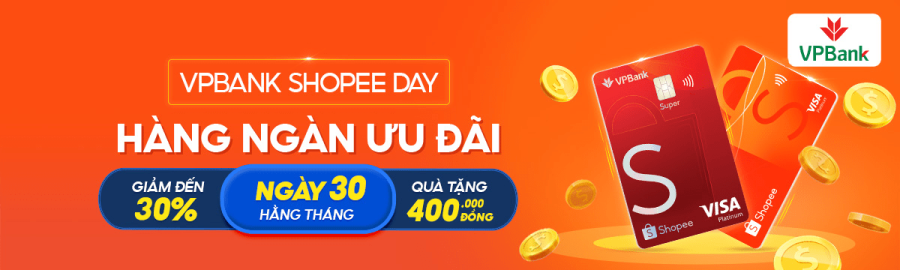 VPBank
VPBANK SHOPEE DAY
HÀNG NGÀN ƯU ĐÃI
GIẢM ĐẾN
30%
NGÀY 30
HẰNG THÁNG
QUÀ TẶNG
400.000
ĐỒNG
VPBank
Super
S
VISA
Platinum
S Shopee
S
VISA
Platinum
S Shopee